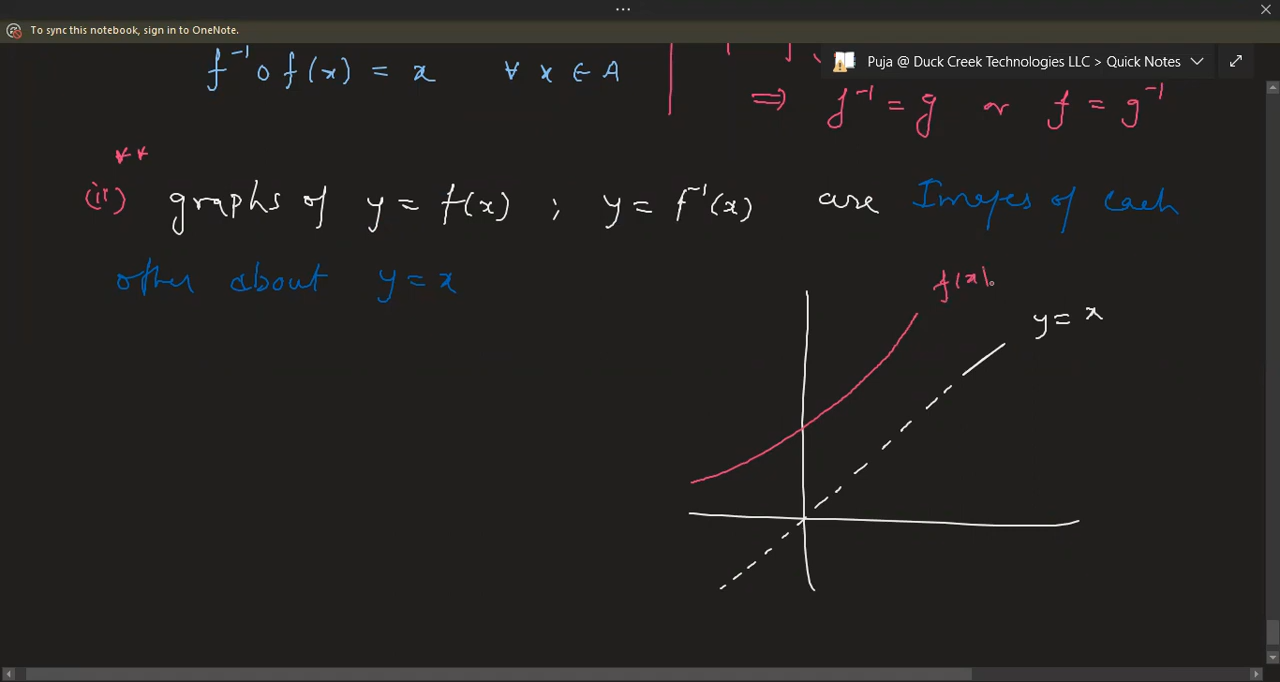 ...
To sync this notebook, sign in to OneNote.
Puja @ Duck Creek Technologies LLC > Quick Notes
f⁻¹ o f(x) = x ∀ x ∈ A
⇒ f⁻¹ = g or f = g⁻¹
**
(ii) graphs of y = f(x) ; y = f⁻¹(x) are Images of each
other about y = x
f(x)
y = x